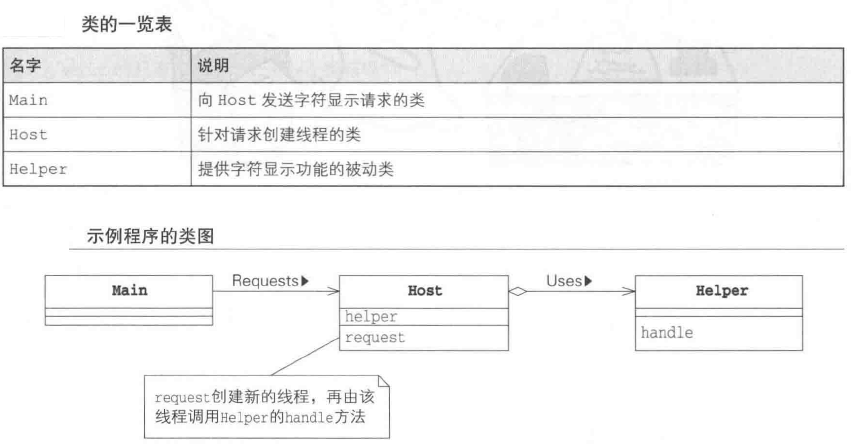 类的一览表
名字 说明
Main 向 Host 发送字符显示请求的类
Host 针对请求创建线程的类
Helper 提供字符显示功能的被动类
示例程序的类图
Main Requests▶ Host Uses▶ Helper
helper
request handle
request创建新的线程，再由该
线程调用Helper的handle方法